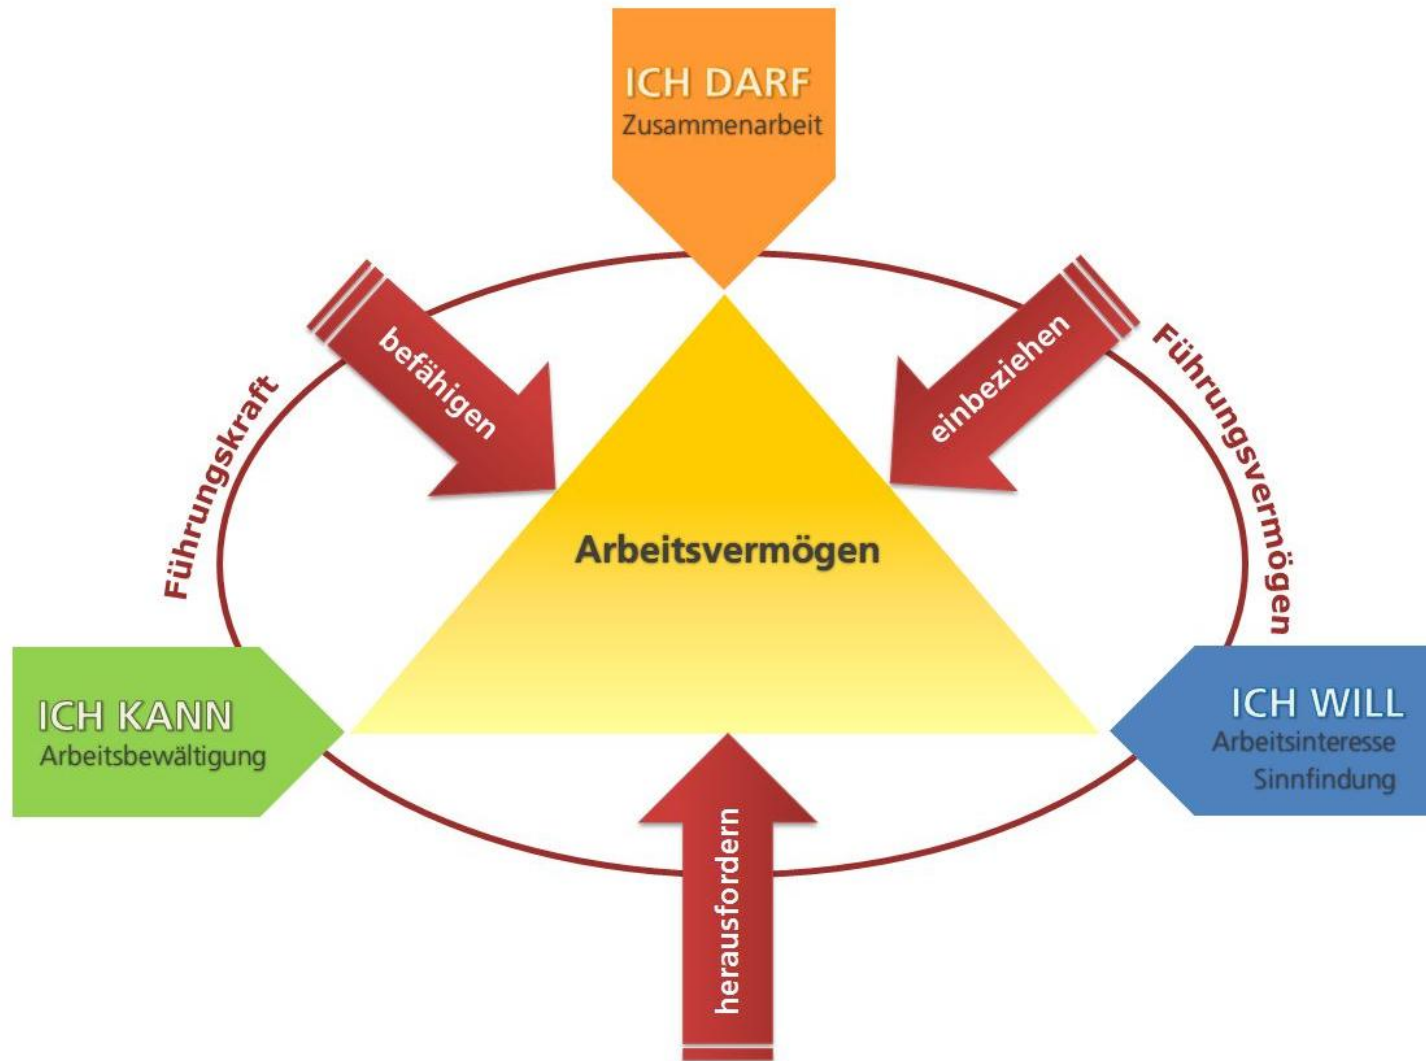 ICH DARF
Zusammenarbeit
befähigen
einbeziehen
Führungskraft
Führungsvermögen
Arbeitsvermögen
ICH KANN
Arbeitsbewältigung
ICH WILL
Arbeitsinteresse
Sinnfindung
herausfordern